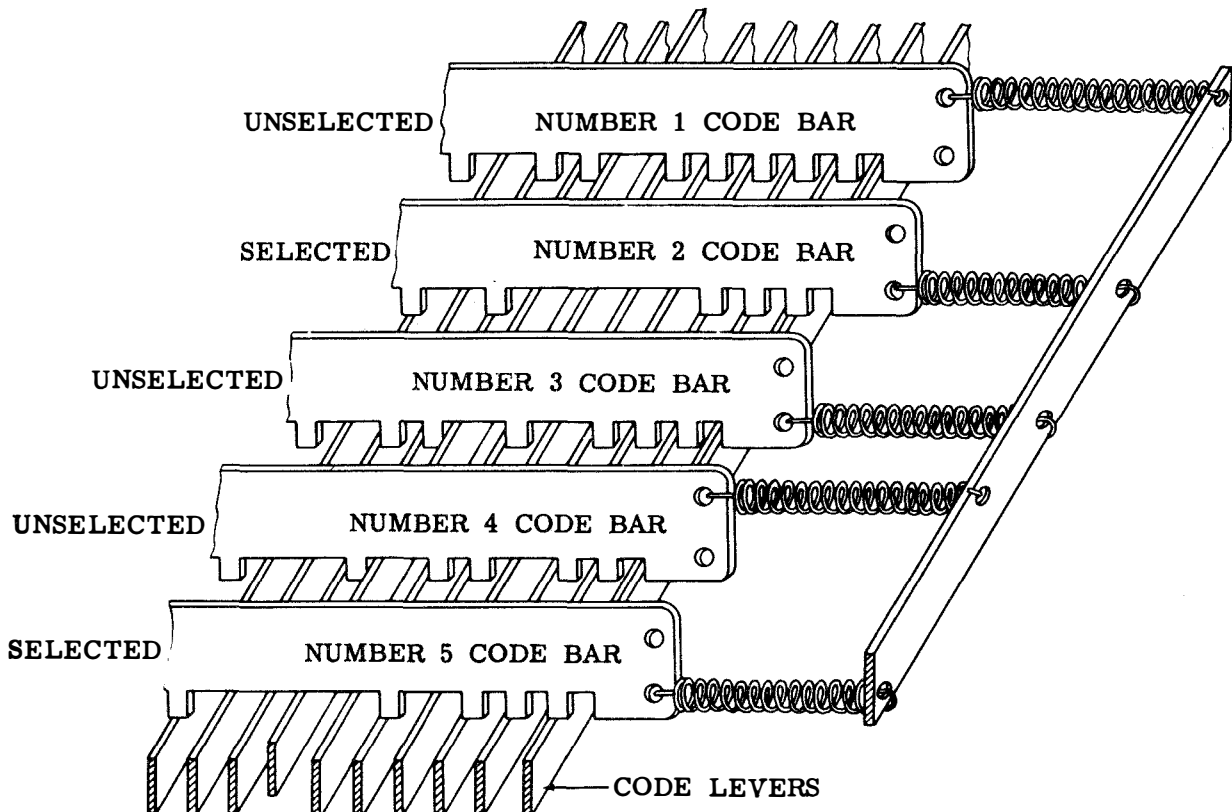 UNSELECTED
NUMBER 1 CODE BAR
SELECTED
NUMBER 2 CODE BAR
UNSELECTED
NUMBER 3 CODE BAR
UNSELECTED
NUMBER 4 CODE BAR
SELECTED
NUMBER 5 CODE BAR
CODE LEVERS